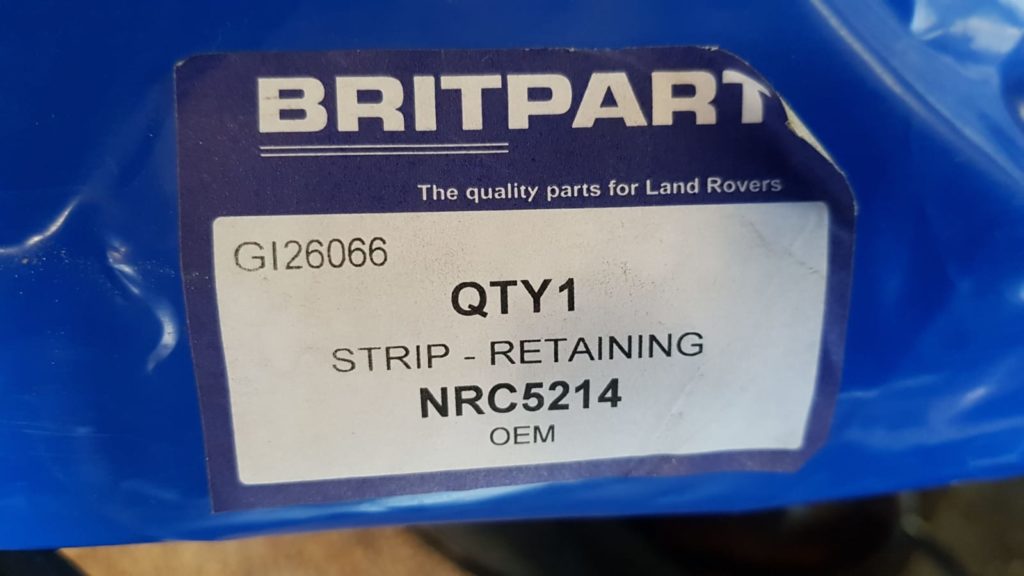 BRITPART
The quality parts for Land Rovers
GI26066
QTY1
STRIP - RETAINING
NRC5214
OEM